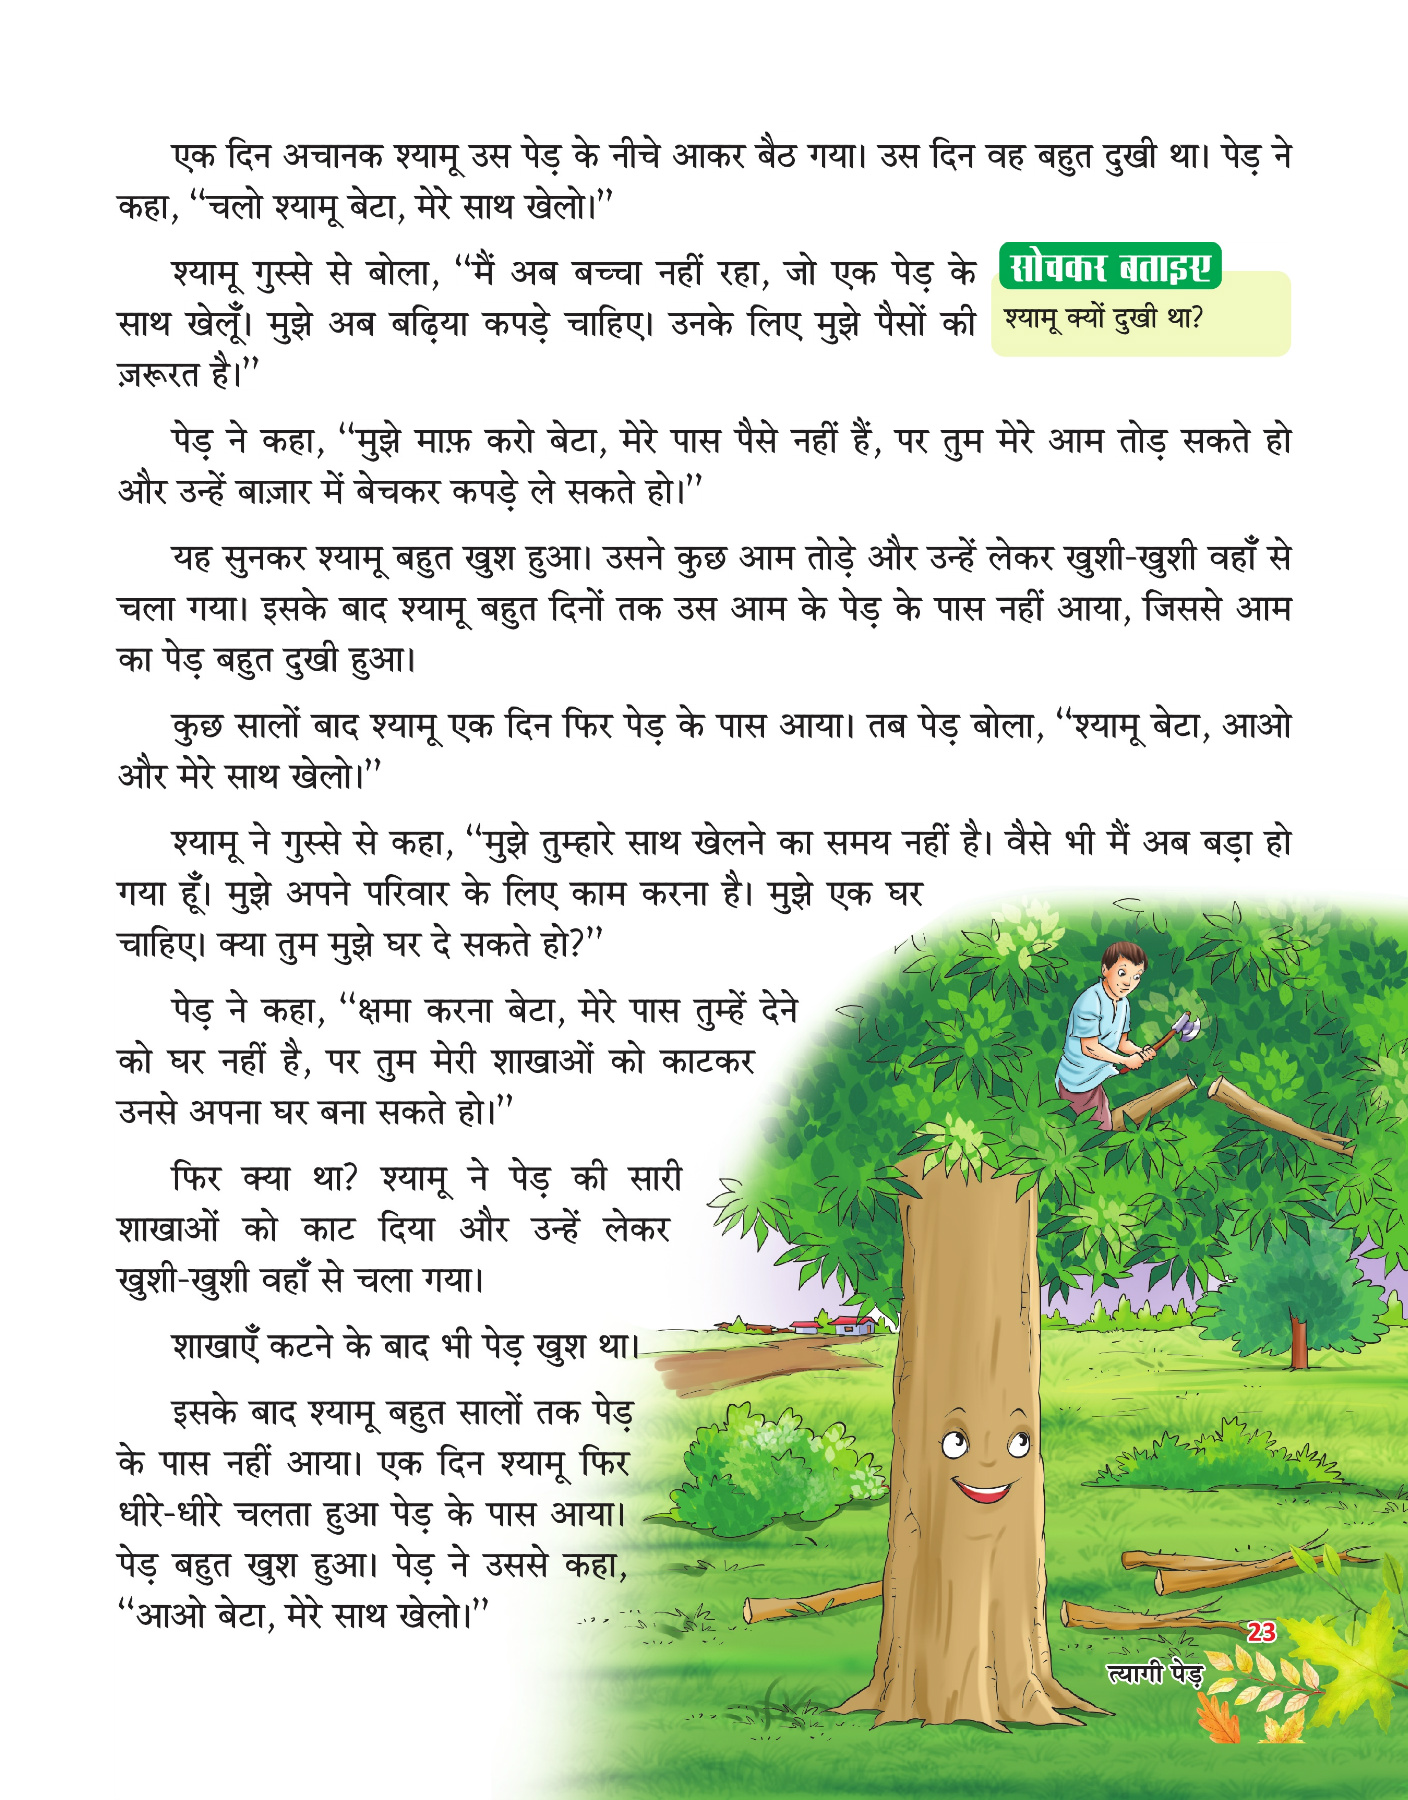 एक दिन अचानक श्यामू उस पेड़ के नीचे आकर बैठ गया। उस दिन वह बहुत दुखी था। पेड़ ने
कहा, “चलो श्यामू बेटा, मेरे साथ खेलो।”
श्यामू गुस्से से बोला, “मैं अब बच्चा नहीं रहा, जो एक पेड़ के
साथ खेलूँ। मुझे अब बढ़िया कपड़े चाहिए। उनके लिए मुझे पैसों की
ज़रूरत है।”
सोचकर बताइए
श्यामू क्यों दुखी था?
पेड़ ने कहा, “मुझे माफ़ करो बेटा, मेरे पास पैसे नहीं हैं, पर तुम मेरे आम तोड़ सकते हो
और उन्हें बाज़ार में बेचकर कपड़े ले सकते हो।”
यह सुनकर श्यामू बहुत खुश हुआ। उसने कुछ आम तोड़े और उन्हें लेकर खुशी-खुशी वहाँ से
चला गया। इसके बाद श्यामू बहुत दिनों तक उस आम के पेड़ के पास नहीं आया, जिससे आम
का पेड़ बहुत दुखी हुआ।
कुछ सालों बाद श्यामू एक दिन फिर पेड़ के पास आया। तब पेड़ बोला, “श्यामू बेटा, आओ
और मेरे साथ खेलो।”
श्यामू ने गुस्से से कहा, “मुझे तुम्हारे साथ खेलने का समय नहीं है। वैसे भी मैं अब बड़ा हो
गया हूँ। मुझे अपने परिवार के लिए काम करना है। मुझे एक घर
चाहिए। क्या तुम मुझे घर दे सकते हो?”
पेड़ ने कहा, “क्षमा करना बेटा, मेरे पास तुम्हें देने
को घर नहीं है, पर तुम मेरी शाखाओं को काटकर
उनसे अपना घर बना सकते हो।”
फिर क्या था? श्यामू ने पेड़ की सारी
शाखाओं को काट दिया और उन्हें लेकर
खुशी-खुशी वहाँ से चला गया।
शाखाएँ कटने के बाद भी पेड़ खुश था।
इसके बाद श्यामू बहुत सालों तक पेड़
के पास नहीं आया। एक दिन श्यामू फिर
धीरे-धीरे चलता हुआ पेड़ के पास आया।
पेड़ बहुत खुश हुआ। पेड़ ने उससे कहा,
“आओ बेटा, मेरे साथ खेलो।”
23
त्यागी पेड़